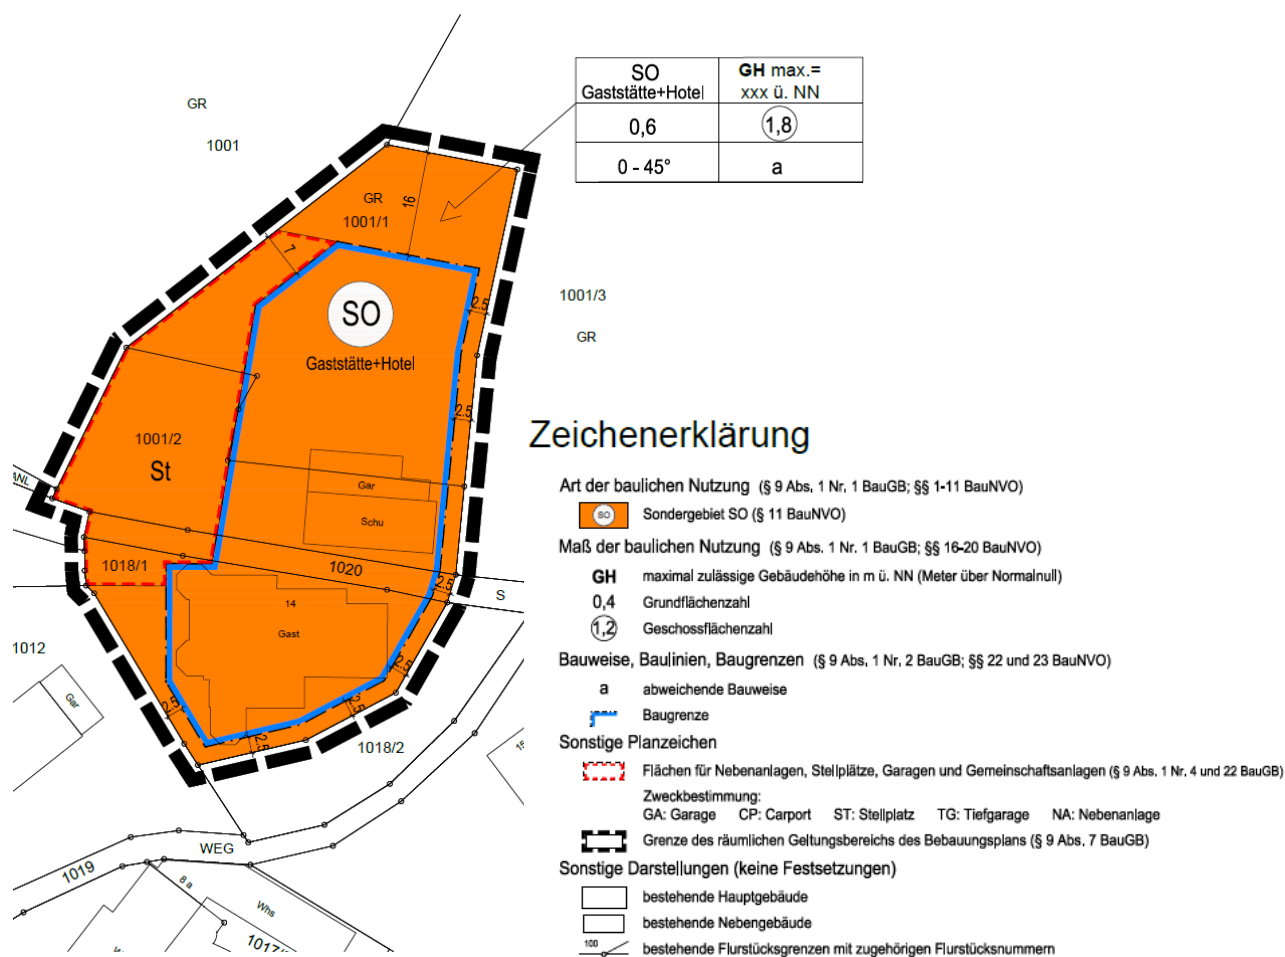 SO
Gaststätte+Hotel
GH max.=
xxx ü. NN
0,6
1,8
0 - 45°
a
GR
1001
GR
1001/1
16
7
SO
Gaststätte+Hotel
2.5
1001/3
GR
2.5
1001/2
St
ANL
Gar
Schu
1018/1
1020
2.5
S
14
Gast
1012
Gar
2.5
2.5
2.5
2.5
1018/2
15
WEG
1019
8 a
Whs
1017/
Zeichenerklärung
Art der baulichen Nutzung (§ 9 Abs. 1 Nr. 1 BauGB; §§ 1-11 BauNVO)
SO Sondergebiet SO (§ 11 BauNVO)
Maß der baulichen Nutzung (§ 9 Abs. 1 Nr. 1 BauGB; §§ 16-20 BauNVO)
GH maximal zulässige Gebäudehöhe in m ü. NN (Meter über Normalnull)
0,4 Grundflächenzahl
1,2 Geschossflächenzahl
Bauweise, Baulinien, Baugrenzen (§ 9 Abs. 1 Nr. 2 BauGB; §§ 22 und 23 BauNVO)
a abweichende Bauweise
Baugrenze
Sonstige Planzeichen
Flächen für Nebenanlagen, Stellplätze, Garagen und Gemeinschaftsanlagen (§ 9 Abs. 1 Nr. 4 und 22 BauGB)
Zweckbestimmung:
GA: Garage CP: Carport ST: Stellplatz TG: Tiefgarage NA: Nebenanlage
Grenze des räumlichen Geltungsbereichs des Bebauungsplans (§ 9 Abs. 7 BauGB)
Sonstige Darstellungen (keine Festsetzungen)
bestehende Hauptgebäude
bestehende Nebengebäude
100 bestehende Flurstücksgrenzen mit zugehörigen Flurstücksnummern